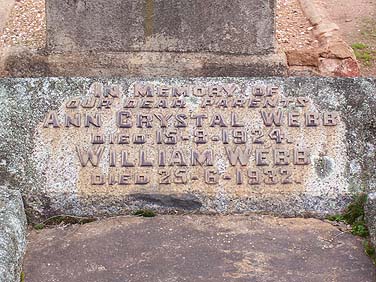 IN MEMORY OF
OUR DEAR PARENTS
ANN CRYSTAL WEBB
DIED 15-8-1924.
WILLIAM WEBB
DIED 25-6-1932.